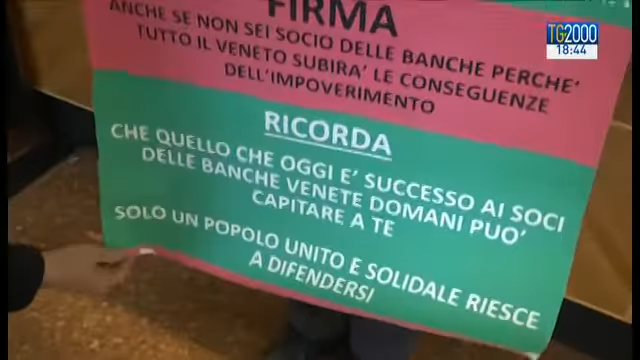 TG2000
18:44
FIRMA
ANCHE SE NON SEI SOCIO DELLE BANCHE PERCHE'
TUTTO IL VENETO SUBIRA' LE CONSEGUENZE
DELL'IMPOVERIMENTO
RICORDA
CHE QUELLO CHE OGGI E' SUCCESSO AI SOCI
DELLE BANCHE VENETE DOMANI PUO'
CAPITARE A TE
SOLO UN POPOLO UNITO E SOLIDALE RIESCE
A DIFENDERSI